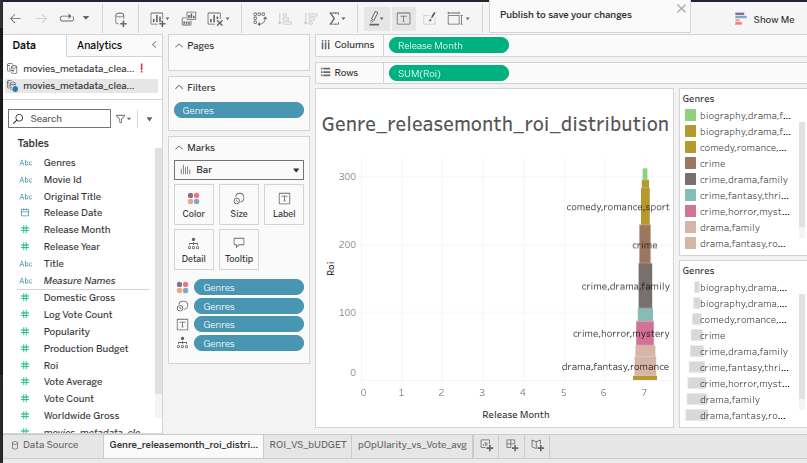 Publish to save your changes
Show Me
Data
Analytics
movies_metadata_clea... !
movies_metadata_clea...
Search
Tables
Abc Genres
Abc Movie Id
Abc Original Title
Release Date
# Release Month
# Release Year
Abc Title
Abc Measure Names
# Domestic Gross
# Log Vote Count
# Popularity
# Production Budget
# Roi
# Vote Average
# Vote Count
# Worldwide Gross
# movies_metadata_cle...
Pages
Filters
Genres
Marks
Bar
Color
Size
Label
Detail
Tooltip
Genres
Genres
Genres
Genres
Columns
Release Month
Rows
SUM(Roi)
Genre_releasemonth_roi_distribution
Roi
300
200
100
0
comedy,romance,sport
crime
crime,drama,family
crime,horror,mystery
drama,fantasy,romance
0 1 2 3 4 5 6 7
Release Month
Genres
biography,drama,f...
biography,drama,f...
comedy,romance,...
crime
crime,drama,family
crime,fantasy,thri...
crime,horror,myst...
drama,family
drama,fantasy,ro...
Genres
biography,drama,...
biography,drama,...
comedy,romance,...
crime
crime,drama,family
crime,fantasy,thri...
crime,horror,myst...
drama,family
drama,fantasy,ro...
Data Source
Genre_releasemonth_roi_distri...
ROI_VS_bUDGET
pOpUlarity_vs_Vote_avg